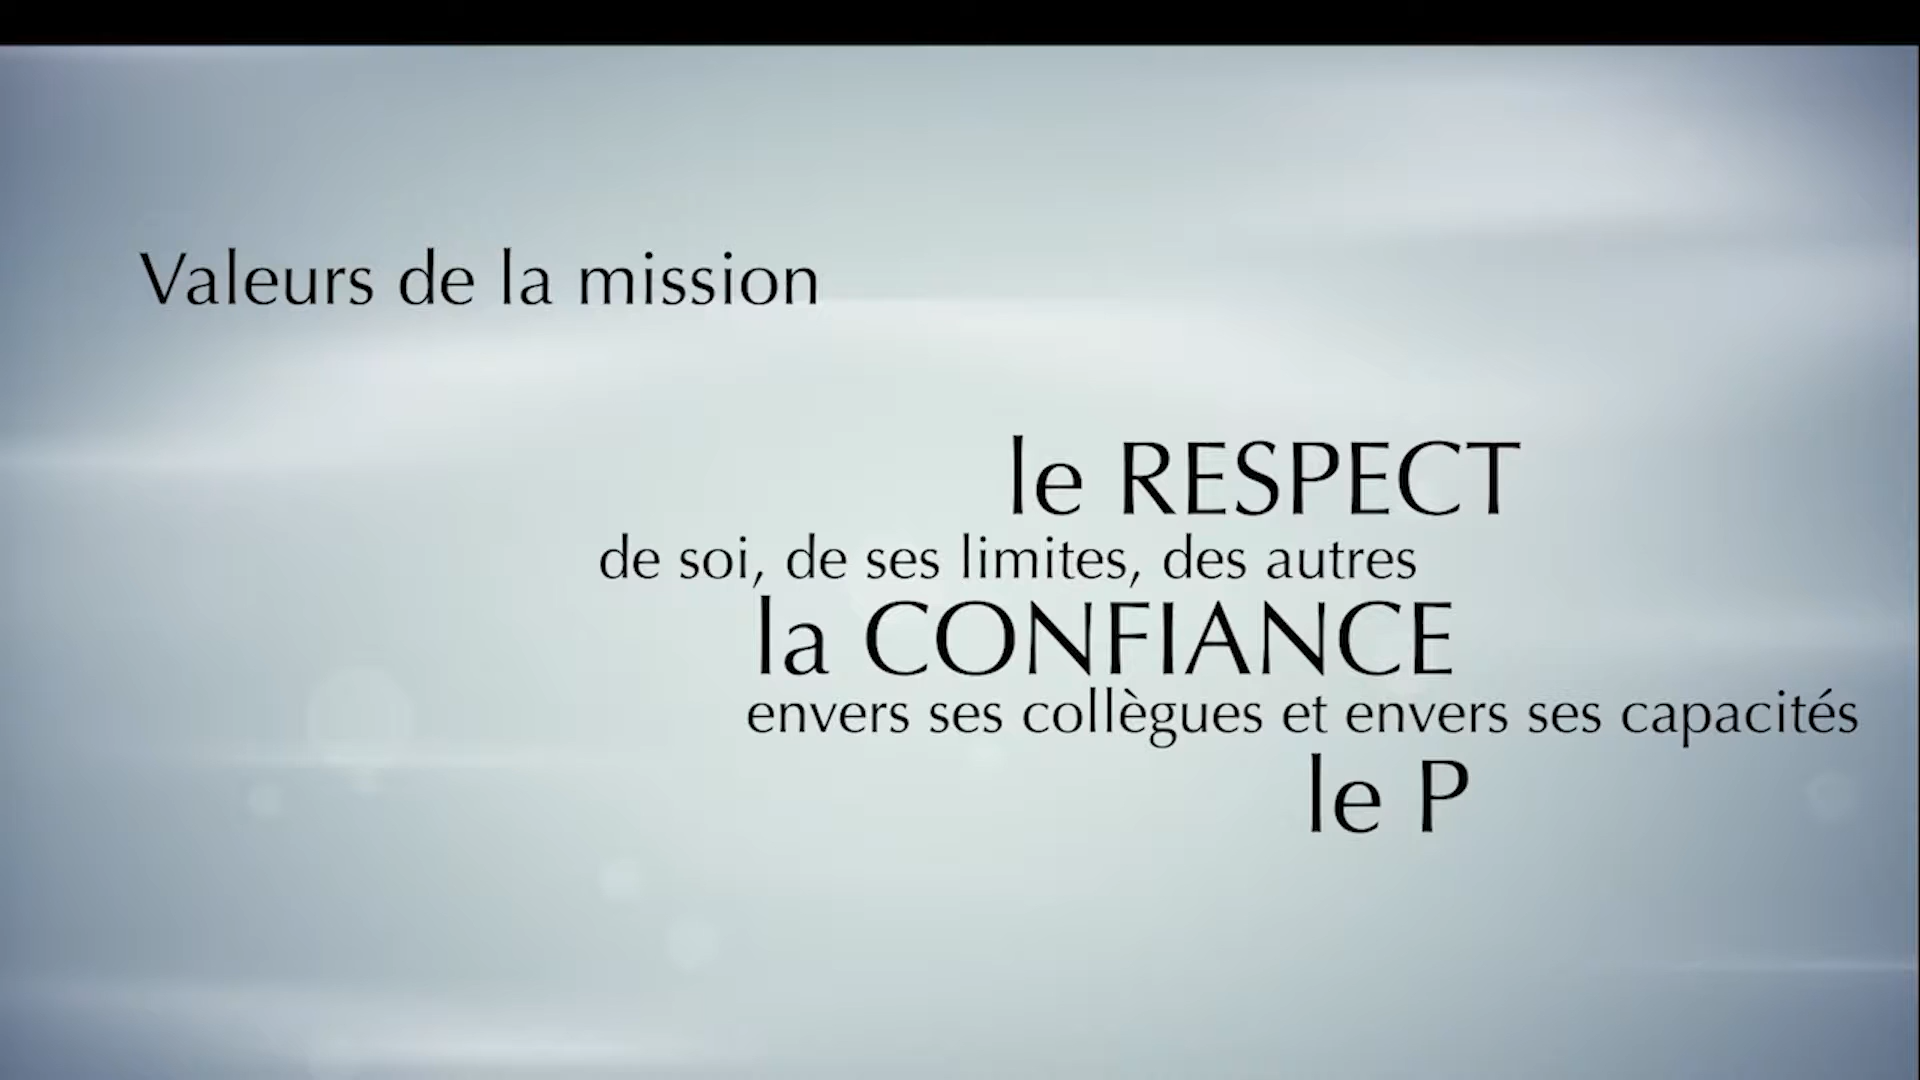 Valeurs de la mission
le RESPECT
de soi, de ses limites, des autres
la CONFIANCE
envers ses collègues et envers ses capacités
le P